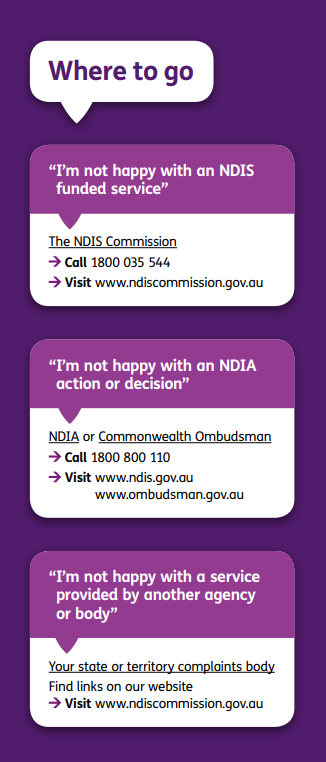 Where to go
“I’m not happy with an NDIS
funded service”
The NDIS Commission
→ Call 1800 035 544
→ Visit www.ndiscommission.gov.au
“I’m not happy with an NDIA
action or decision”
NDIA or Commonwealth Ombudsman
→ Call 1800 800 110
→ Visit www.ndis.gov.au
www.ombudsman.gov.au
“I’m not happy with a service
provided by another agency
or body”
Your state or territory complaints body
Find links on our website
→ Visit www.ndiscommission.gov.au